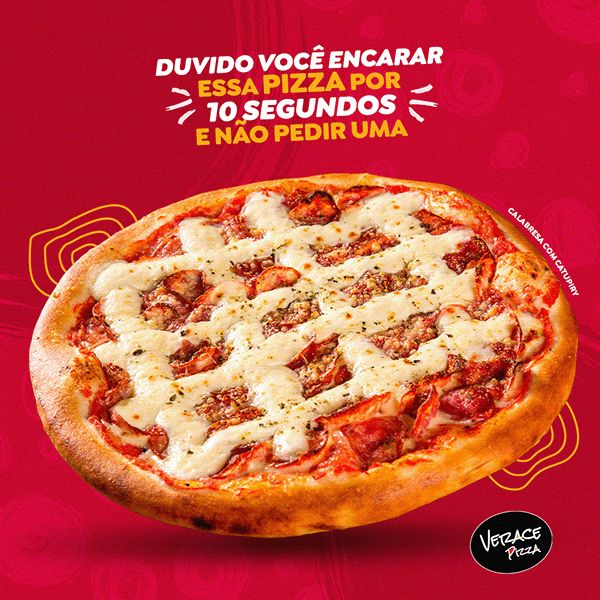 DUVIDO VOCÊ ENCARAR
ESSA PIZZA POR
10 SEGUNDOS
E NÃO PEDIR UMA
CALABRESA COM CATUPIRY
VERACE
PIZZA